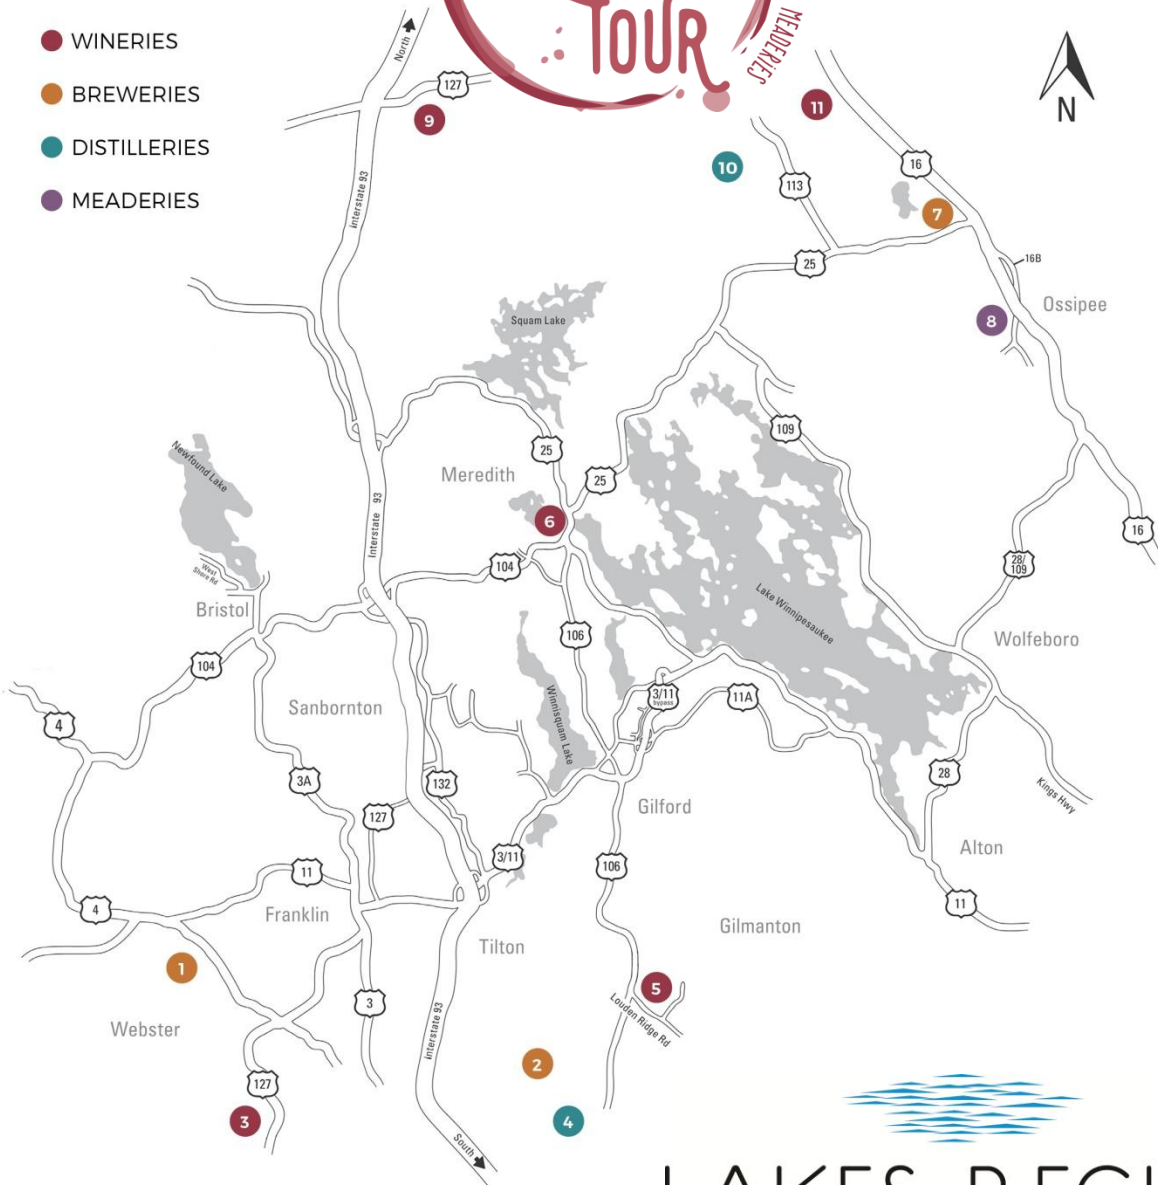 TOUR
MEADERIES
WINERIES
BREWERIES
DISTILLERIES
MEADERIES
N
North
127
9
11
16
10
113
7
Interstate 93
25
16B
Ossipee
8
Squam Lake
109
25
Meredith
25
Newfound Lake
6
Interstate 93
16
104
28/
109
West
Shore Rd
Bristol
Lake Winnipesaukee
106
Wolfeboro
104
3/11
bypass
11A
Sanbornton
4
Winnisquam Lake
28
3A
132
Kings Hwy
127
Gilford
3/11
Alton
106
11
11
4
Franklin
Gilmanton
Tilton
1
5
3
Louden Ridge Rd
Webster
interstate 93
2
127
3
4
South
LAKES REGI